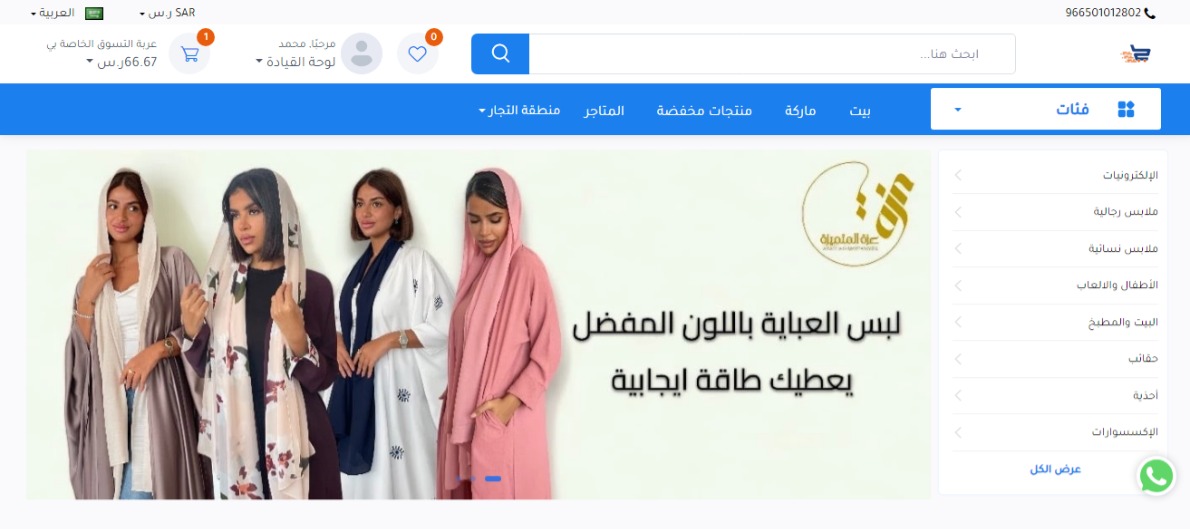 966501012802
SAR ر.س
العربية
ابحث هنا...
0
مرحبًا, محمد
لوحة القيادة
1
عربة التسوق الخاصة بي
66.67ر.س
فئات
بيت
ماركة
منتجات مخفضة
المتاجر
منطقة التجار
الإلكترونيات
ملابس رجالية
ملابس نسائية
الأطفال والالعاب
البيت والمطبخ
حقائب
أحذية
الإكسسوارات
عرض الكل
عزة المتميزة
لبس العباية باللون المفضل
يعطيك طاقة ايجابية